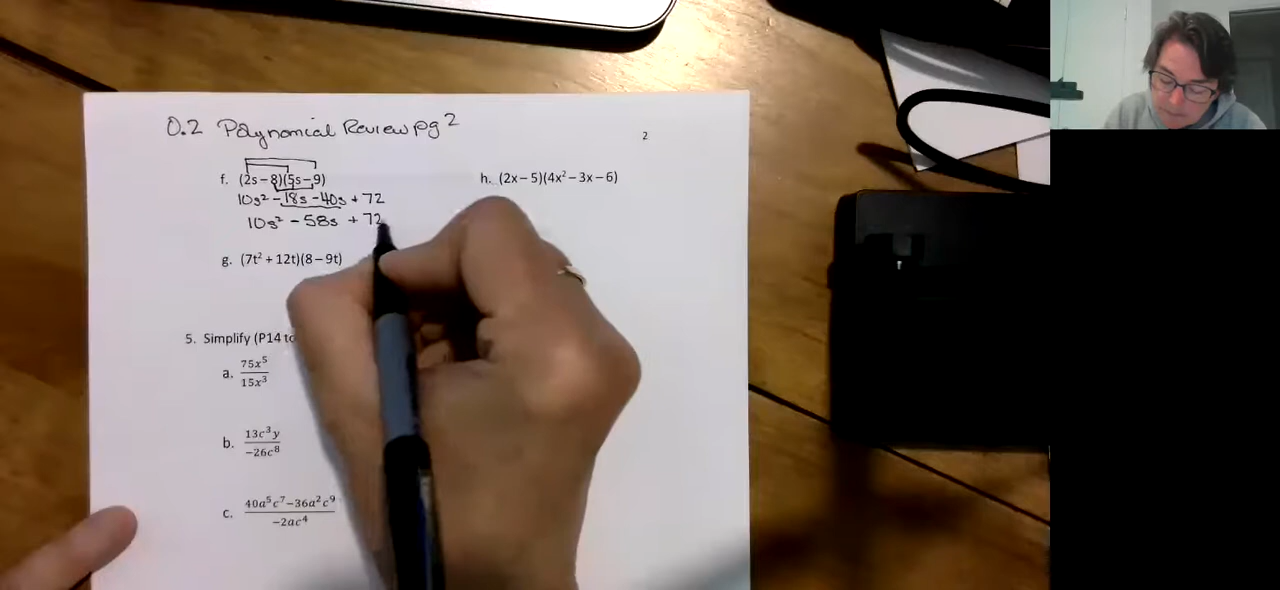 0.2 Polynomial Review pg 2
2
f. (2s – 8)(5s – 9)
10s² – 18s – 40s + 72
10s² – 58s + 72
g. (7t² + 12t)(8 – 9t)
h. (2x – 5)(4x² – 3x – 6)
5. Simplify (P14 to
a. 75x⁵/15x³
b. 13c³y/–26c⁸
c. 40a⁵c⁷–36a²c⁹/–2ac⁴